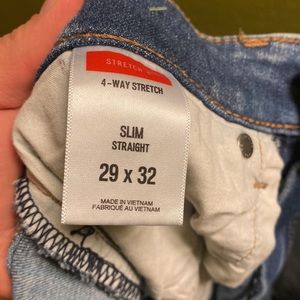 STRETCH
4-WAY STRETCH
SLIM
STRAIGHT
29 x 32
MADE IN VIETNAM
FABRIQUÉ AU VIETNAM